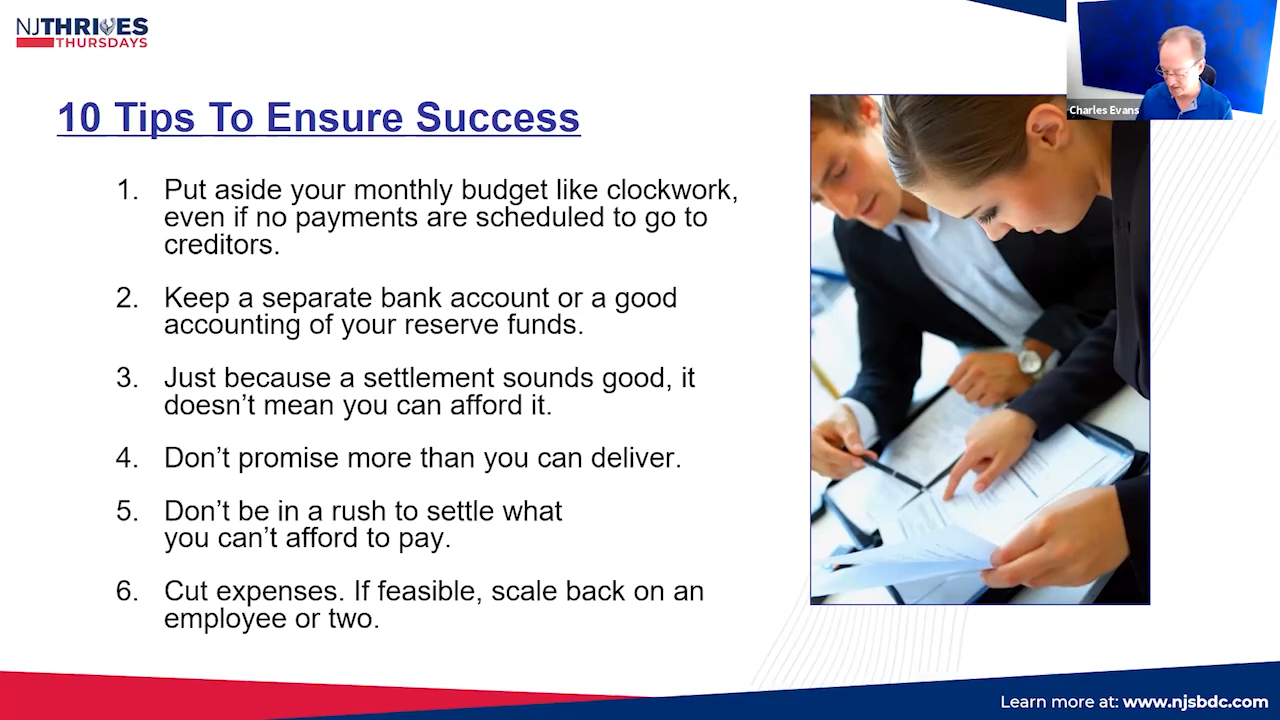 NJTHRIVES
THURSDAYS
Charles Evans
10 Tips To Ensure Success
1. Put aside your monthly budget like clockwork,
even if no payments are scheduled to go to
creditors.
2. Keep a separate bank account or a good
accounting of your reserve funds.
3. Just because a settlement sounds good, it
doesn’t mean you can afford it.
4. Don’t promise more than you can deliver.
5. Don’t be in a rush to settle what
you can’t afford to pay.
6. Cut expenses. If feasible, scale back on an
employee or two.
Learn more at: www.njsbdc.com